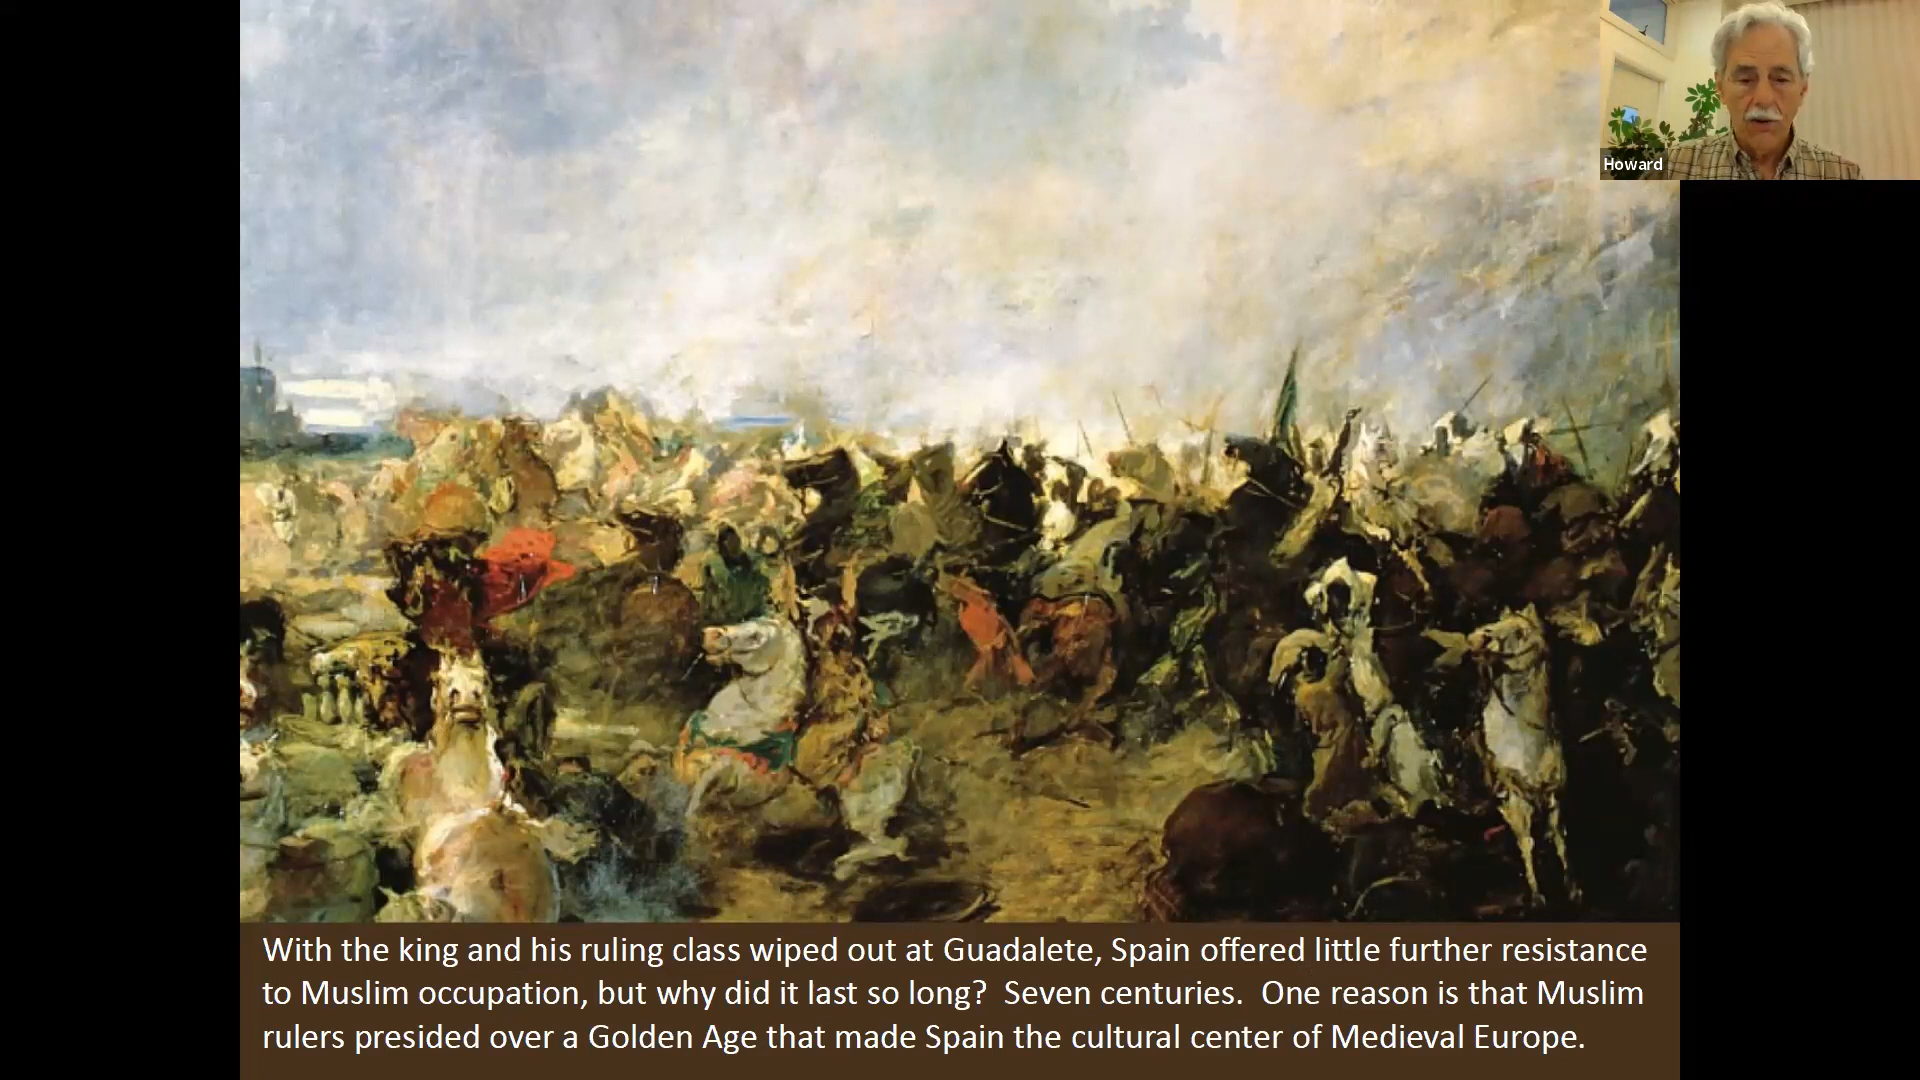 Howard
With the king and his ruling class wiped out at Guadalete, Spain offered little further resistance
to Muslim occupation, but why did it last so long?  Seven centuries.  One reason is that Muslim
rulers presided over a Golden Age that made Spain the cultural center of Medieval Europe.